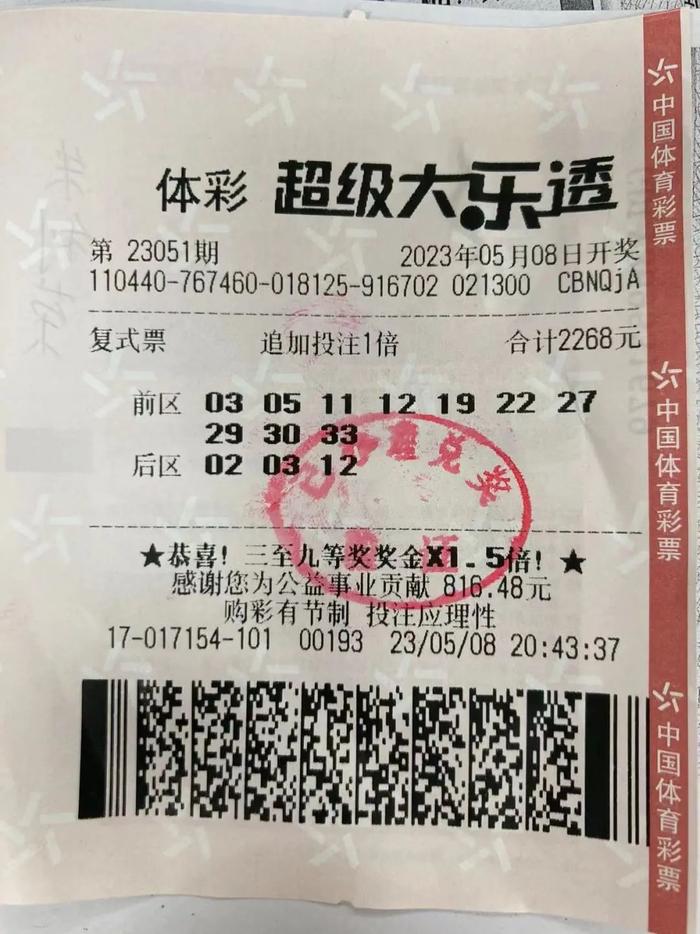 体彩 超级大乐透
第 23051期 2023年05月08日开奖
110440-767460-018125-916702 021300 CBNQjA
复式票 追加投注1倍 合计2268元
前区 03 05 11 12 19 22 27
29 30 33
后区 02 03 12
已办理兑奖
★恭喜! 三至九等奖奖金X1.5倍! ★
感谢您为公益事业贡献 816.48元
购彩有节制 投注应理性
17-017154-101 00193 23/05/08 20:43:37
中国体育彩票
中国体育彩票
中国体育彩票